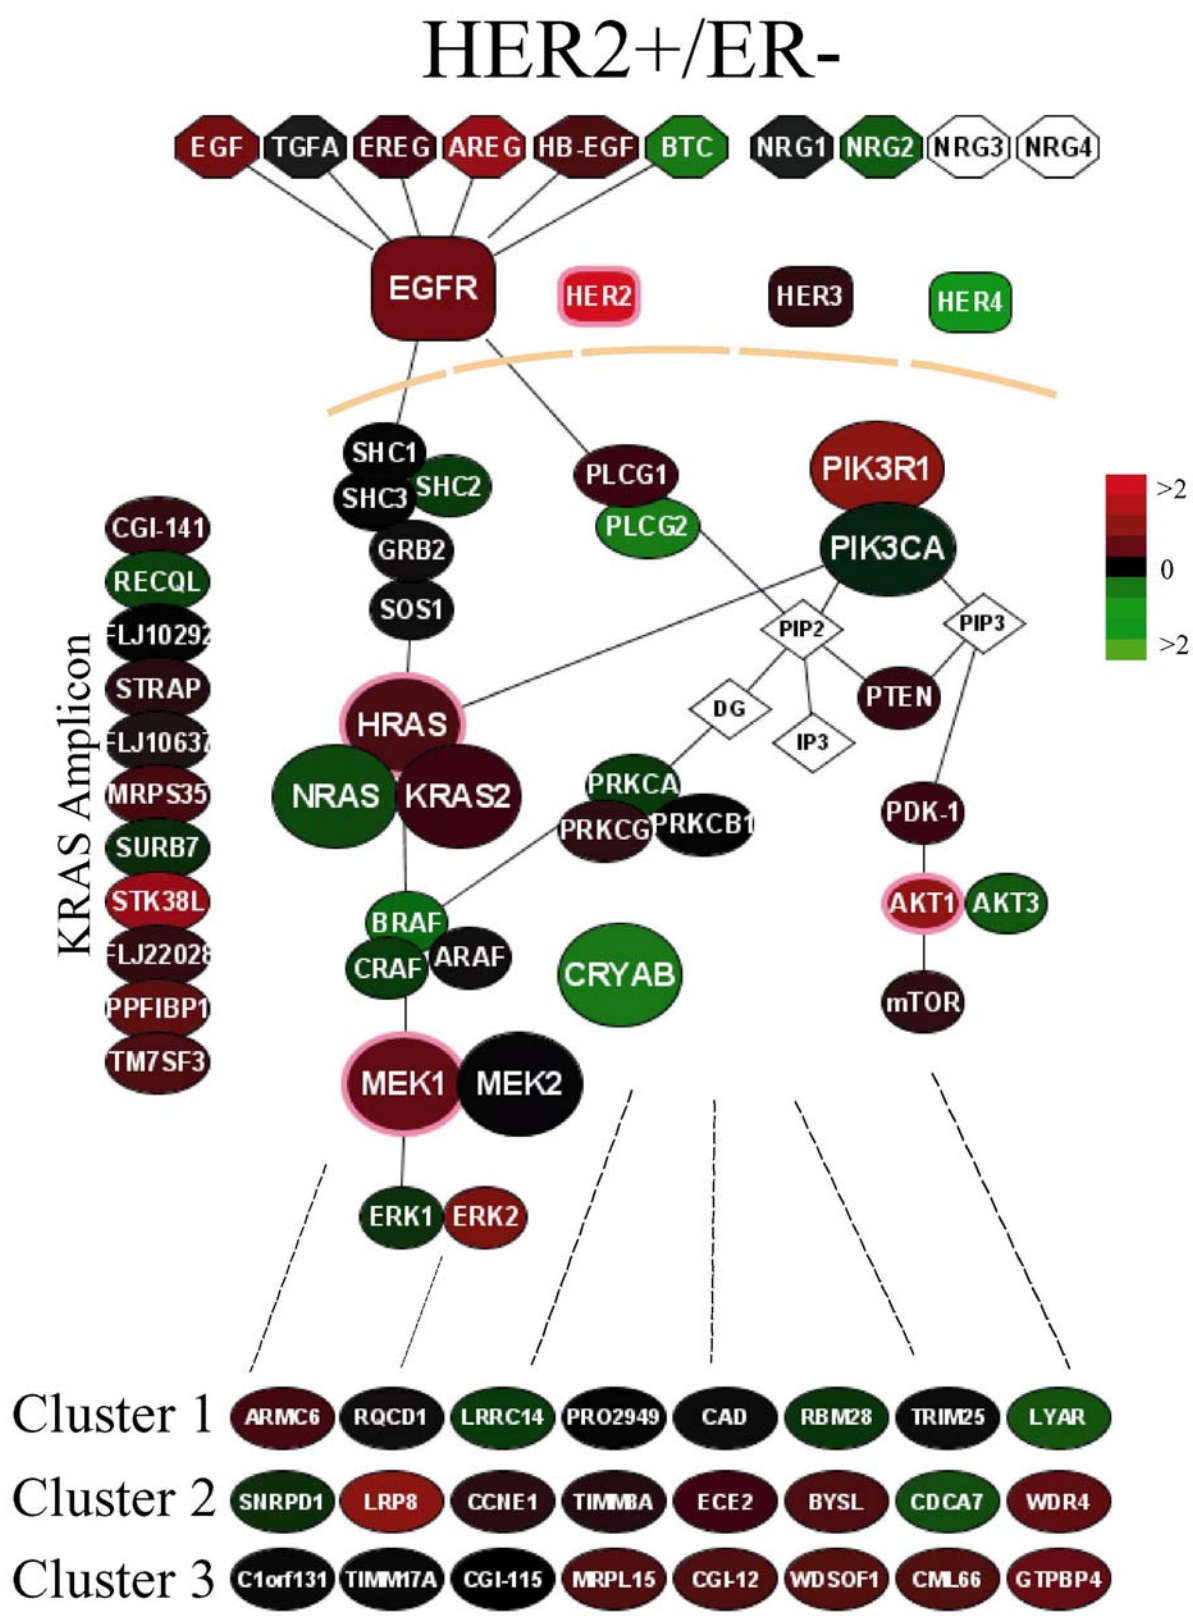 HER2+/ER-
EGF TGFA EREG AREG HB-EGF BTC NRG1 NRG2 NRG3 NRG4
EGFR HER2 HER3 HER4
SHC1
SHC2
SHC3
GRB2
SOS1
PLCG1
PLCG2
PIK3R1
PIK3CA
>2
0
>2
PIP2
PIP3
DG
IP3
PTEN
KRAS Amplicon
CGI-141
RECQL
FLJ10292
STRAP
FLJ10637
MRPS35
SURB7
STK38L
FLJ22028
PPFIBP1
TM7SF3
HRAS
NRAS KRAS2
PRKCA
PRKCG PRKCB1
PDK-1
AKT1 AKT3
mTOR
BRAF
CRAF ARAF
CRYAB
MEK1 MEK2
ERK1 ERK2
Cluster 1 ARMC6 RQCD1 LRRC14 PRO2949 CAD RBM28 TRIM25 LYAR
Cluster 2 SNRPD1 LRP8 CCNE1 TIMM8A ECE2 BYSL CDCA7 WDR4
Cluster 3 C1orf131 TIMM17A CGI-115 MRPL15 CGI-12 WDSOF1 CML66 GTPBP4